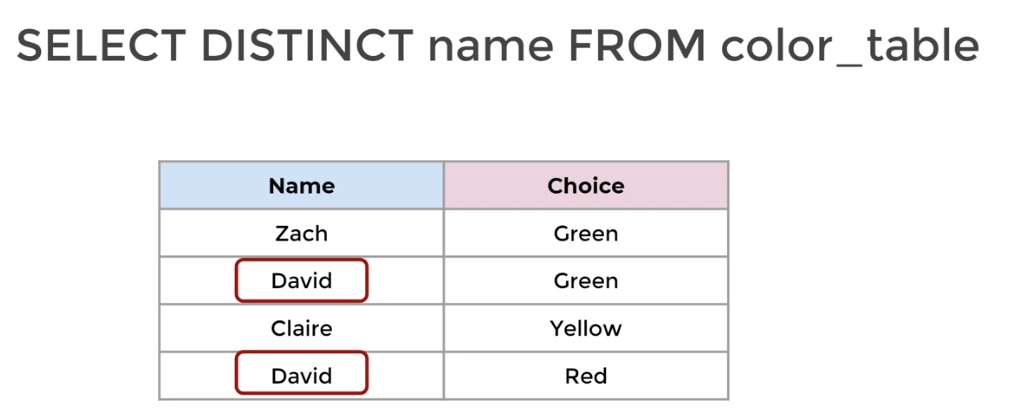 SELECT DISTINCT name FROM color_table
Name Choice
Zach Green
David Green
Claire Yellow
David Red